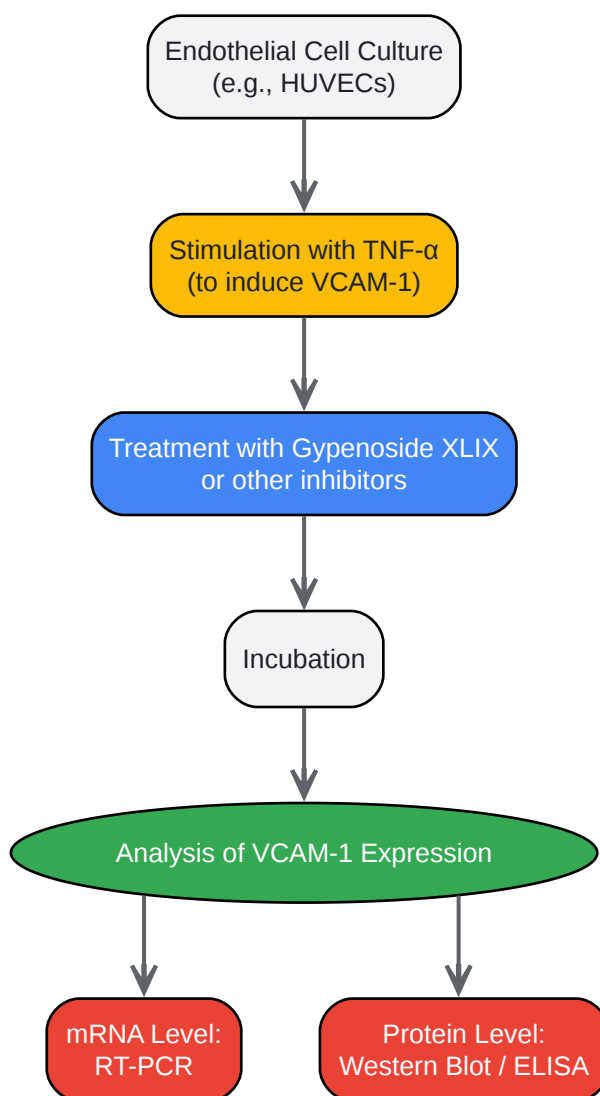 Endothelial Cell Culture
(e.g., HUVECs)
Stimulation with TNF-α
(to induce VCAM-1)
Treatment with Gypenoside XLIX
or other inhibitors
Incubation
Analysis of VCAM-1 Expression
mRNA Level:
RT-PCR
Protein Level:
Western Blot / ELISA